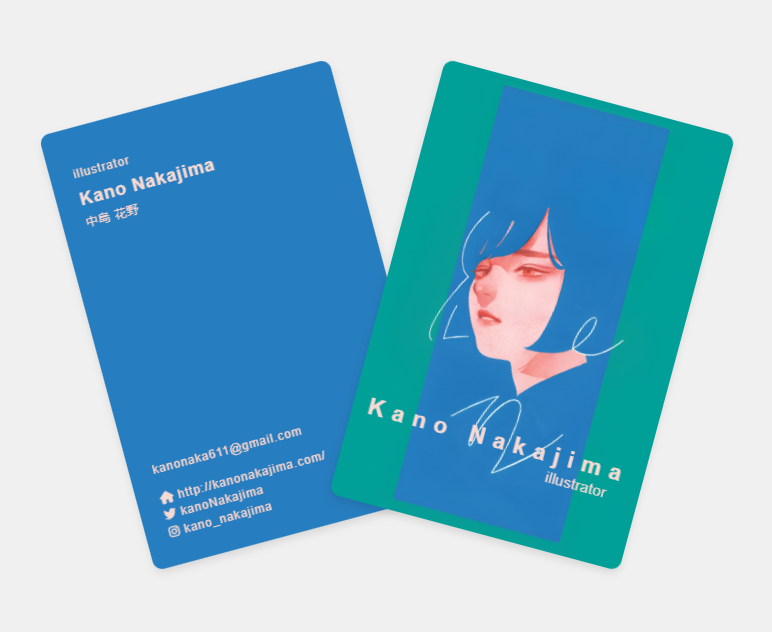 illustrator
Kano Nakajima
中島 花野
kanonaka611@gmail.com
http://kanonakajima.com/
kanoNakajima
kano_nakajima
Kano Nakajima
illustrator